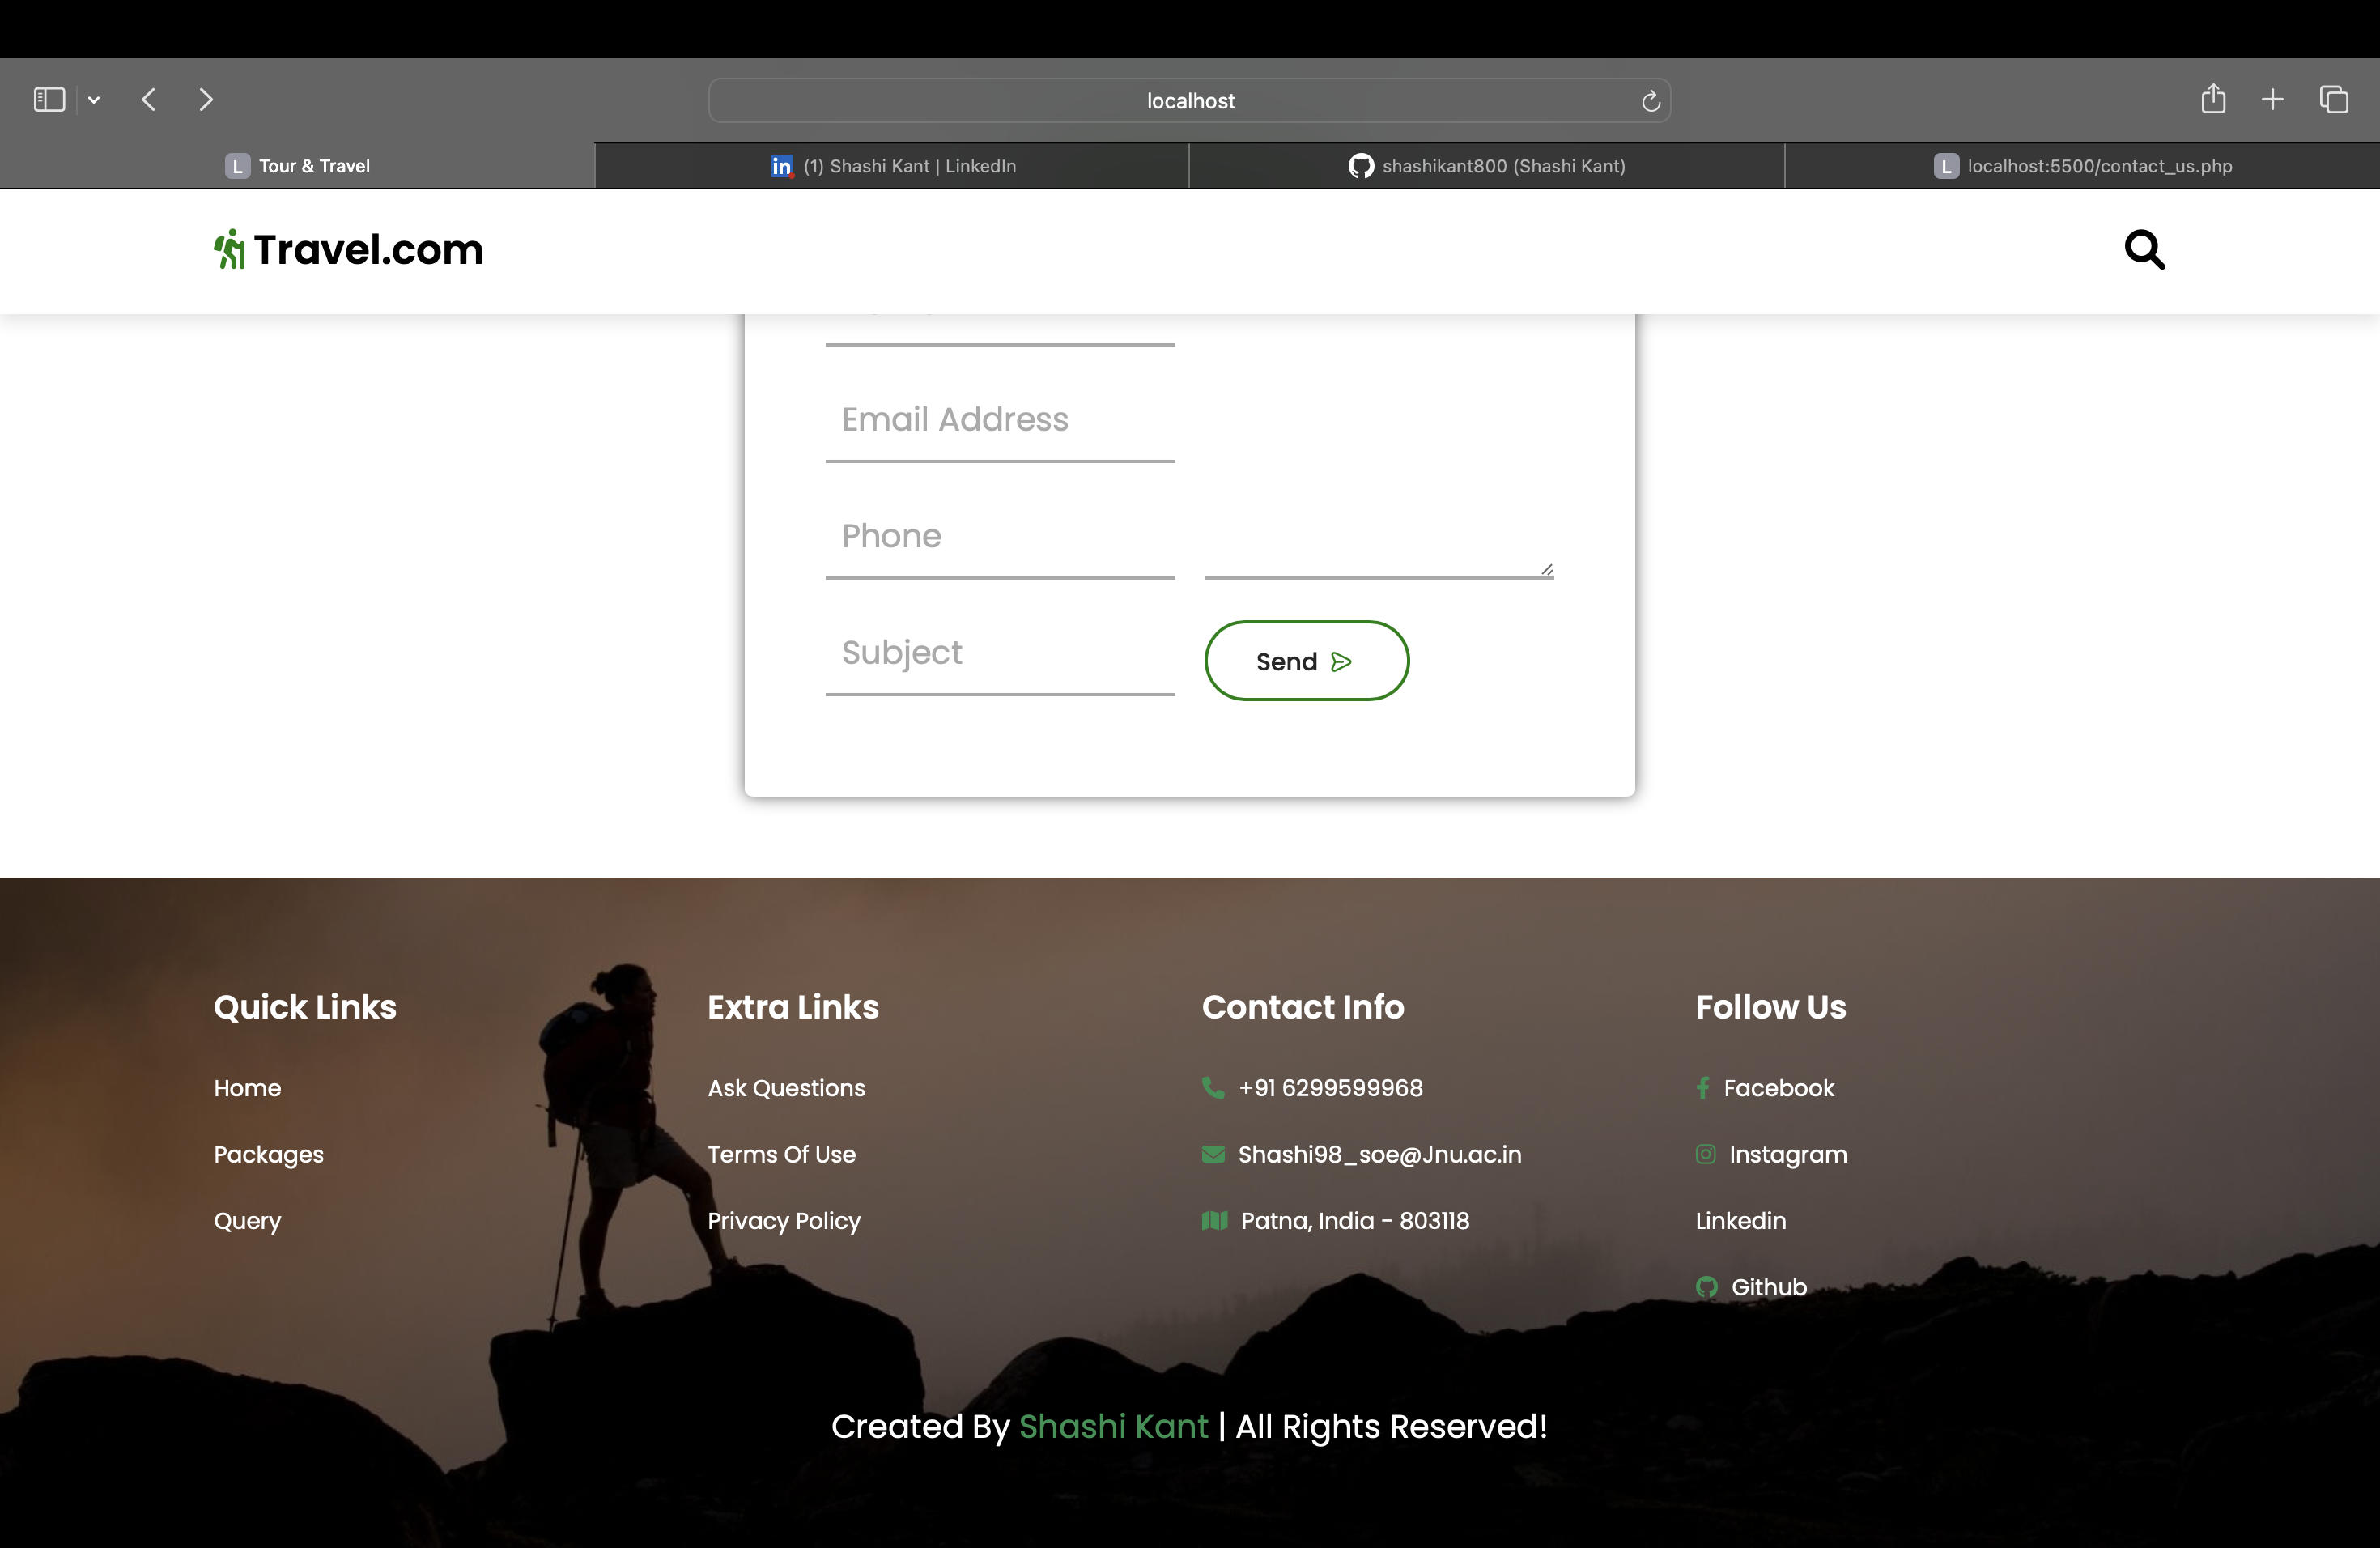 localhost
L Tour & Travel
in (1) Shashi Kant | LinkedIn
shashikant800 (Shashi Kant)
L localhost:5500/contact_us.php
Travel.com
Email Address
Phone
Subject
Send
Quick Links
Home
Packages
Query
Extra Links
Ask Questions
Terms Of Use
Privacy Policy
Contact Info
+91 6299599968
Shashi98_soe@Jnu.ac.in
Patna, India - 803118
Follow Us
Facebook
Instagram
Linkedin
Github
Created By Shashi Kant | All Rights Reserved!